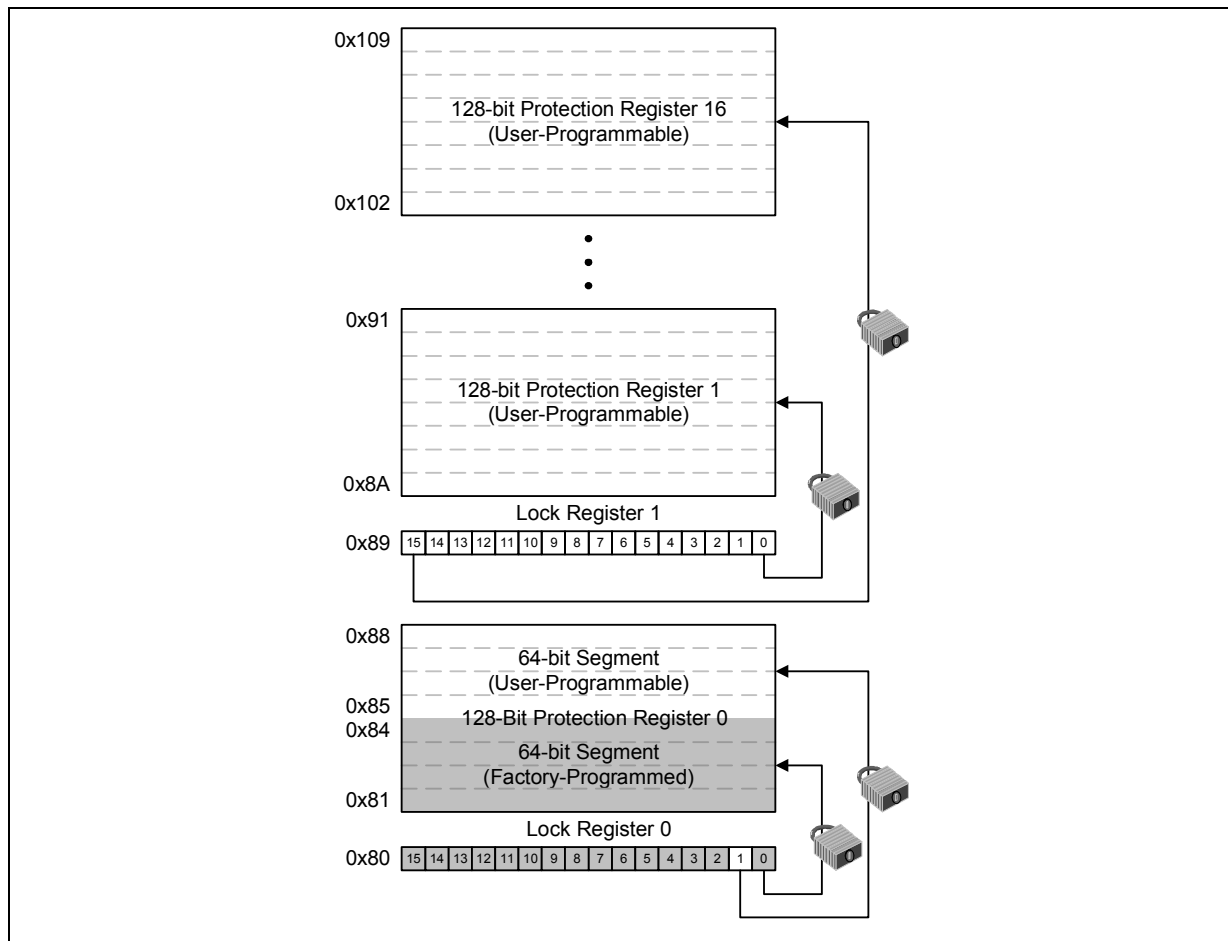 0x109
128-bit Protection Register 16
(User-Programmable)
0x102
0x91
128-bit Protection Register 1
(User-Programmable)
0x8A
Lock Register 1
0x89
15 14 13 12 11 10 9 8 7 6 5 4 3 2 1 0
0x88
64-bit Segment
(User-Programmable)
0x85
128-Bit Protection Register 0
0x84
64-bit Segment
(Factory-Programmed)
0x81
Lock Register 0
0x80
15 14 13 12 11 10 9 8 7 6 5 4 3 2 1 0